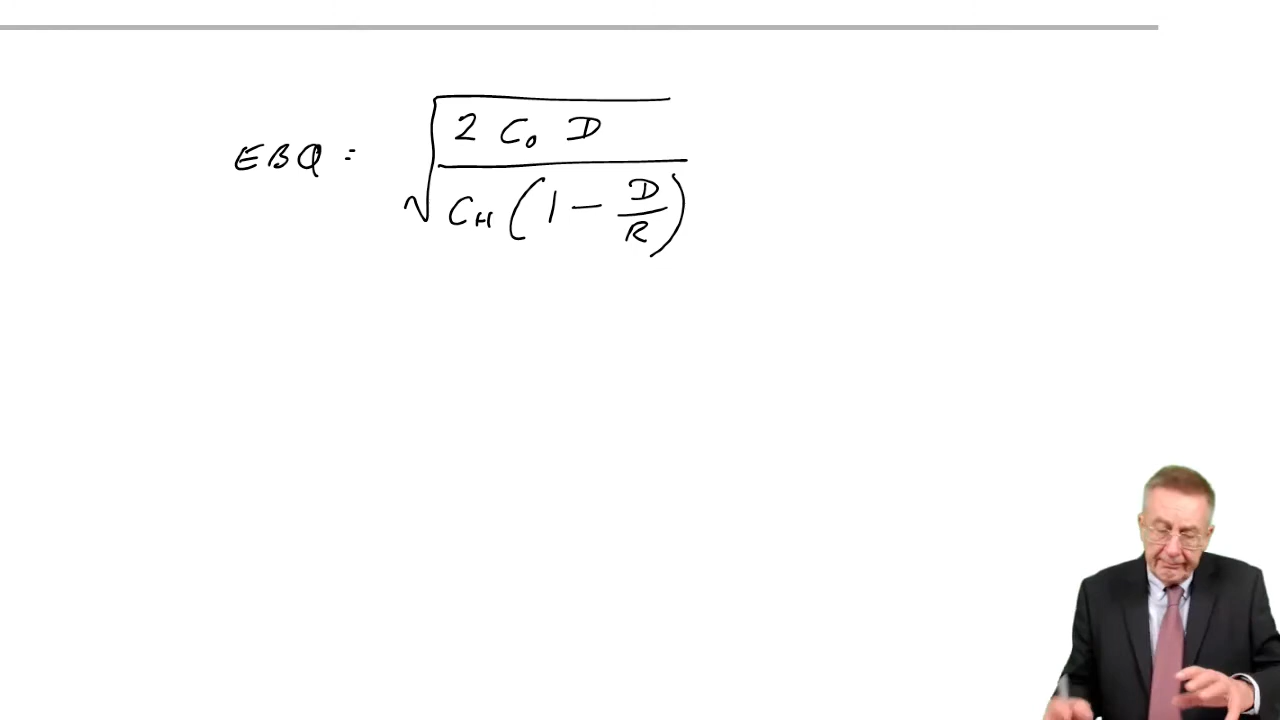 EBQ = √(2 C₀ D / C_H (1 − D/R))